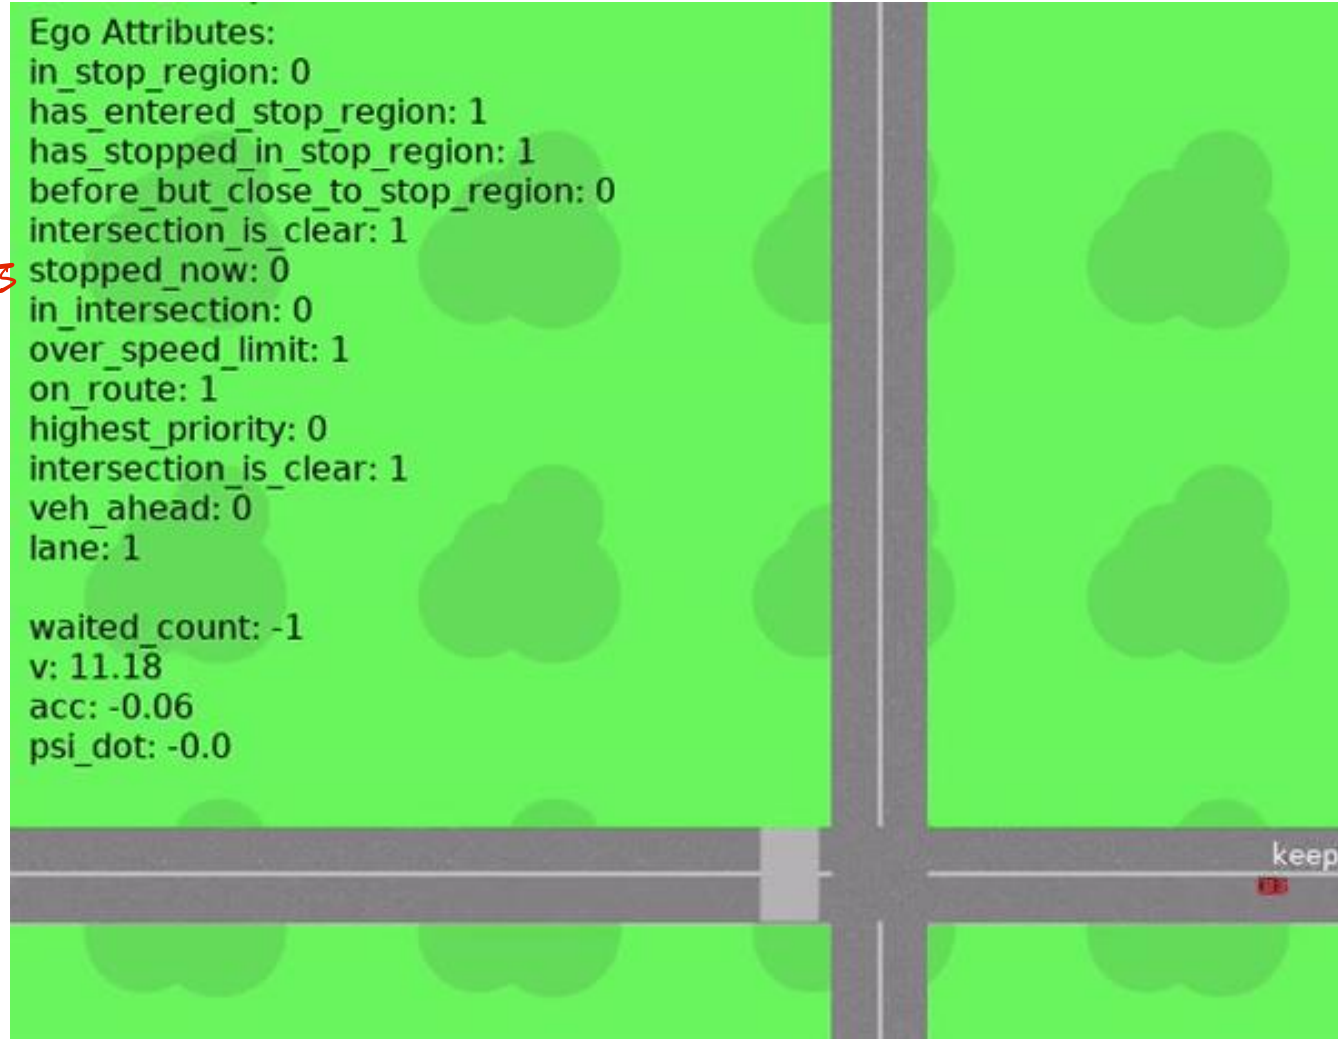 Ego Attributes:
in_stop_region: 0
has_entered_stop_region: 1
has_stopped_in_stop_region: 1
before_but_close_to_stop_region: 0
intersection_is_clear: 1
stopped_now: 0
in_intersection: 0
over_speed_limit: 1
on_route: 1
highest_priority: 0
intersection_is_clear: 1
veh_ahead: 0
lane: 1
waited_count: -1
v: 11.18
acc: -0.06
psi_dot: -0.0
keep